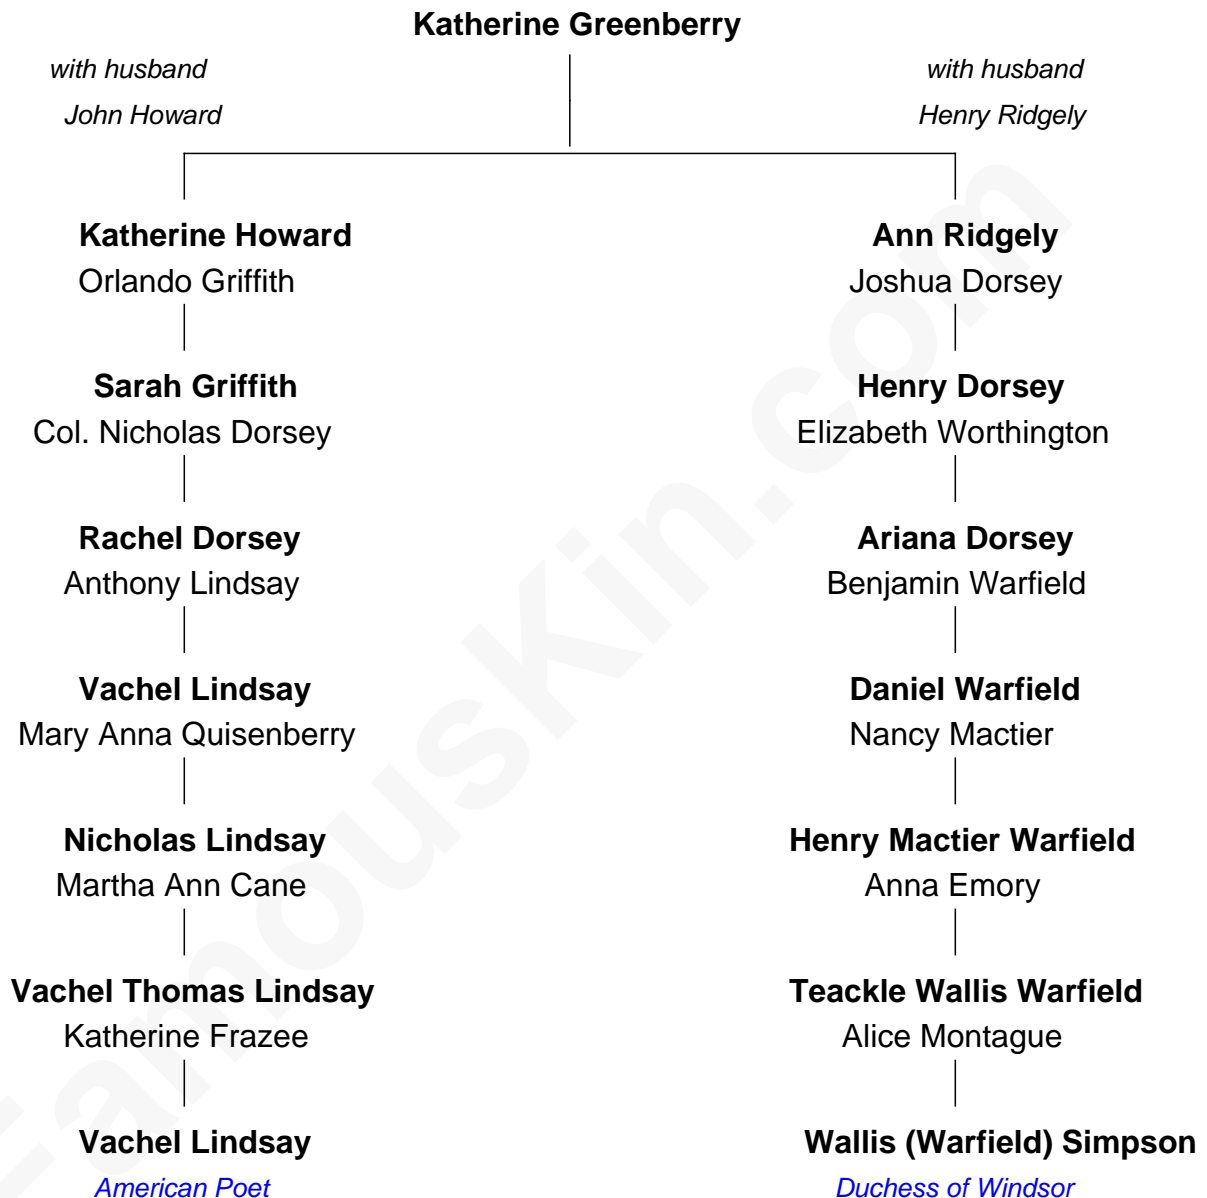 Katherine Greenberry
with husband
John Howard
with husband
Henry Ridgely
Katherine Howard
Orlando Griffith
Ann Ridgely
Joshua Dorsey
Sarah Griffith
Col. Nicholas Dorsey
Henry Dorsey
Elizabeth Worthington
Rachel Dorsey
Anthony Lindsay
Ariana Dorsey
Benjamin Warfield
Vachel Lindsay
Mary Anna Quisenberry
Daniel Warfield
Nancy Mactier
Nicholas Lindsay
Martha Ann Cane
Henry Mactier Warfield
Anna Emory
Vachel Thomas Lindsay
Katherine Frazee
Teackle Wallis Warfield
Alice Montague
Vachel Lindsay
American Poet
Wallis (Warfield) Simpson
Duchess of Windsor
FamousKin.com